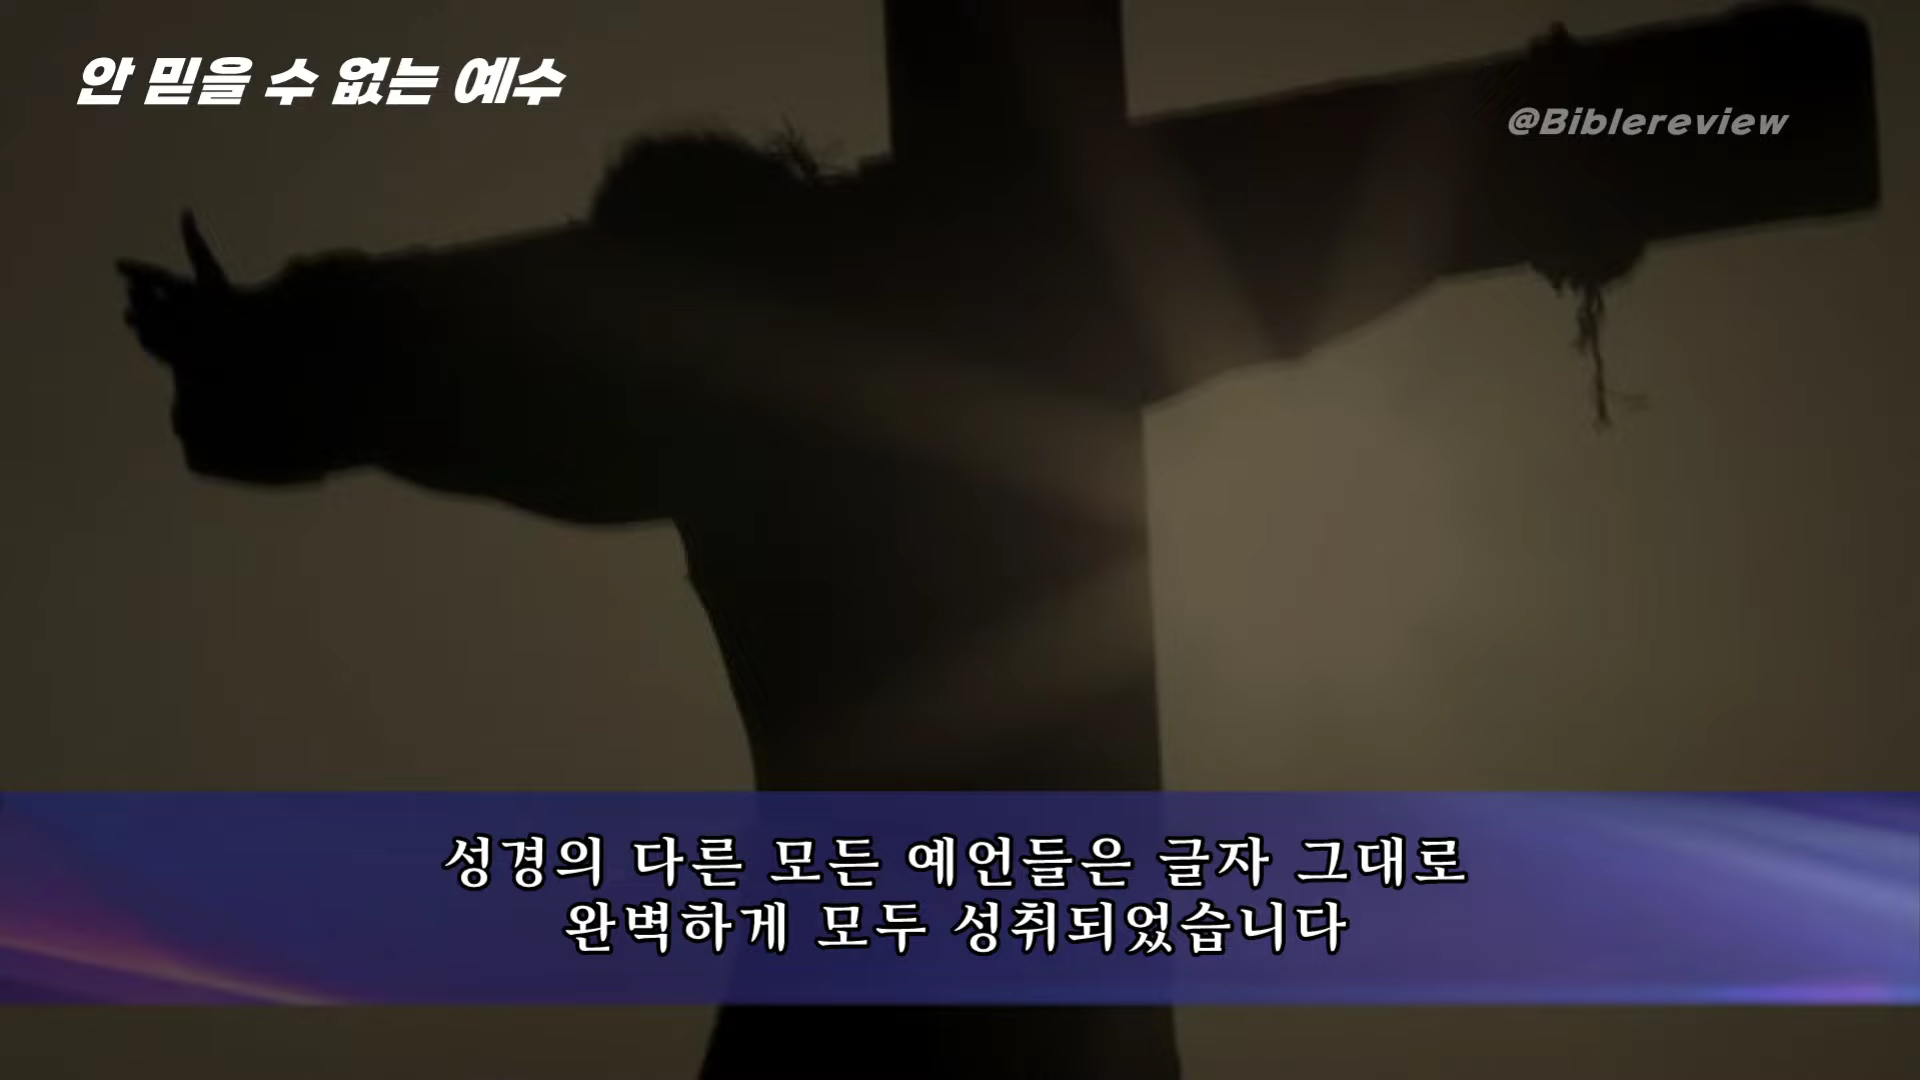 안 믿을 수 없는 예수
@Biblereview
성경의 다른 모든 예언들은 글자 그대로
완벽하게 모두 성취되었습니다